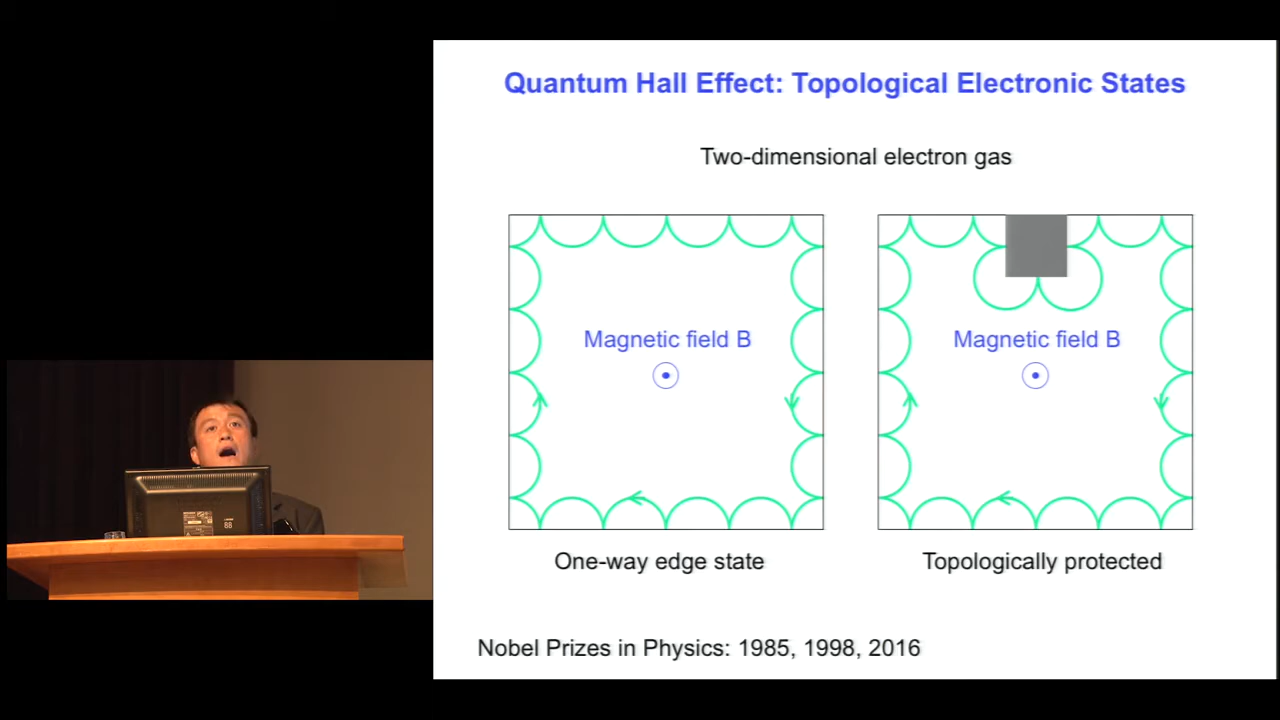 Quantum Hall Effect: Topological Electronic States
Two-dimensional electron gas
Magnetic field B
Magnetic field B
One-way edge state
Topologically protected
Nobel Prizes in Physics: 1985, 1998, 2016
88